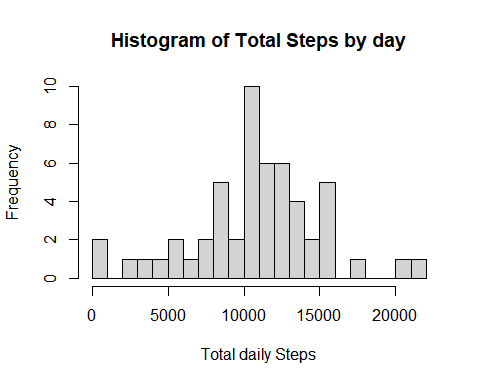 Histogram of Total Steps by day
Frequency
10
8
6
4
2
0
0 5000 10000 15000 20000
Total daily Steps